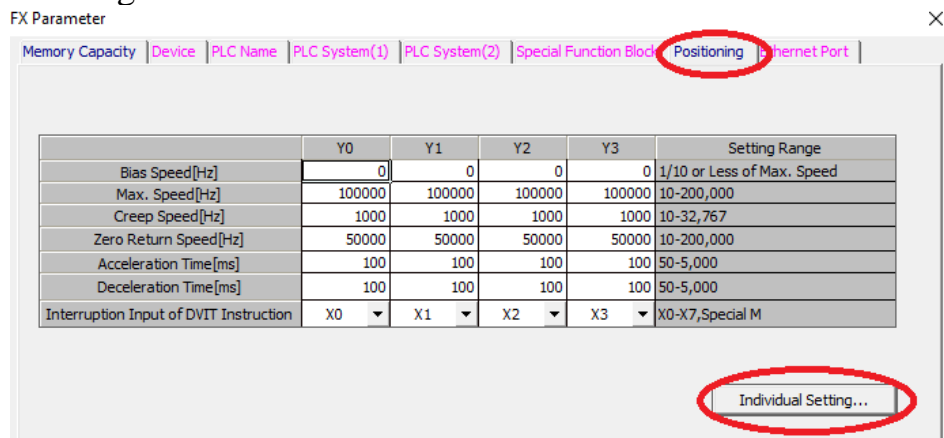 FX Parameter
Memory Capacity Device PLC Name PLC System(1) PLC System(2) Special Function Block Positioning Ethernet Port
Y0 Y1 Y2 Y3 Setting Range
Bias Speed[Hz] 0 0 0 0 1/10 or Less of Max. Speed
Max. Speed[Hz] 100000 100000 100000 100000 10-200,000
Creep Speed[Hz] 1000 1000 1000 1000 10-32,767
Zero Return Speed[Hz] 50000 50000 50000 50000 10-200,000
Acceleration Time[ms] 100 100 100 100 50-5,000
Deceleration Time[ms] 100 100 100 100 50-5,000
Interruption Input of DVIT Instruction X0 X1 X2 X3 X0-X7,Special M
Individual Setting...